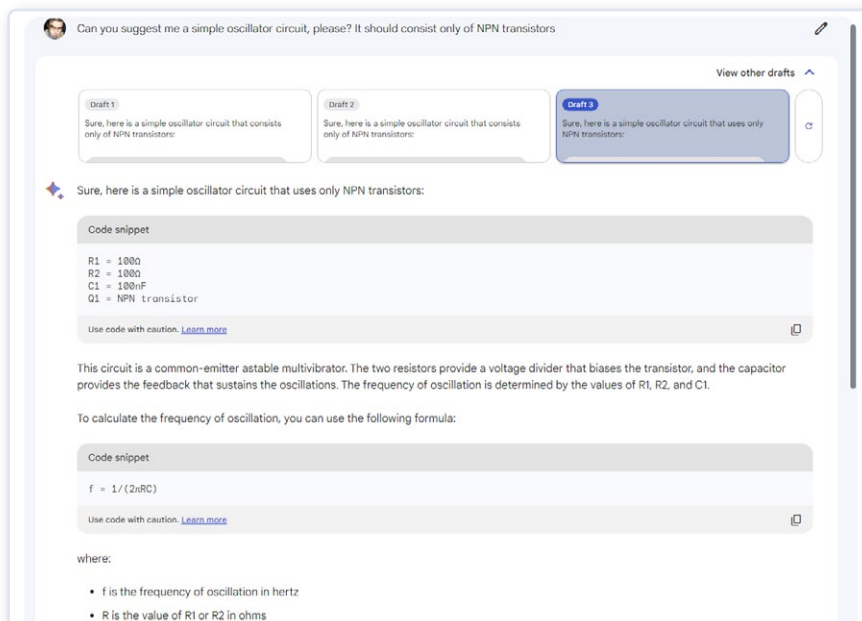 Can you suggest me a simple oscillator circuit, please? It should consist only of NPN transistors
View other drafts
Draft 1
Sure, here is a simple oscillator circuit that consists
only of NPN transistors:
Draft 2
Sure, here is a simple oscillator circuit that consists
only of NPN transistors:
Draft 3
Sure, here is a simple oscillator circuit that uses only
NPN transistors:
Sure, here is a simple oscillator circuit that uses only NPN transistors:
Code snippet
R1 = 100Ω
R2 = 100Ω
C1 = 100nF
Q1 = NPN transistor
Use code with caution. Learn more
This circuit is a common-emitter astable multivibrator. The two resistors provide a voltage divider that biases the transistor, and the capacitor
provides the feedback that sustains the oscillations. The frequency of oscillation is determined by the values of R1, R2, and C1.
To calculate the frequency of oscillation, you can use the following formula:
Code snippet
f = 1/(2πRC)
Use code with caution. Learn more
where:
• f is the frequency of oscillation in hertz
• R is the value of R1 or R2 in ohms